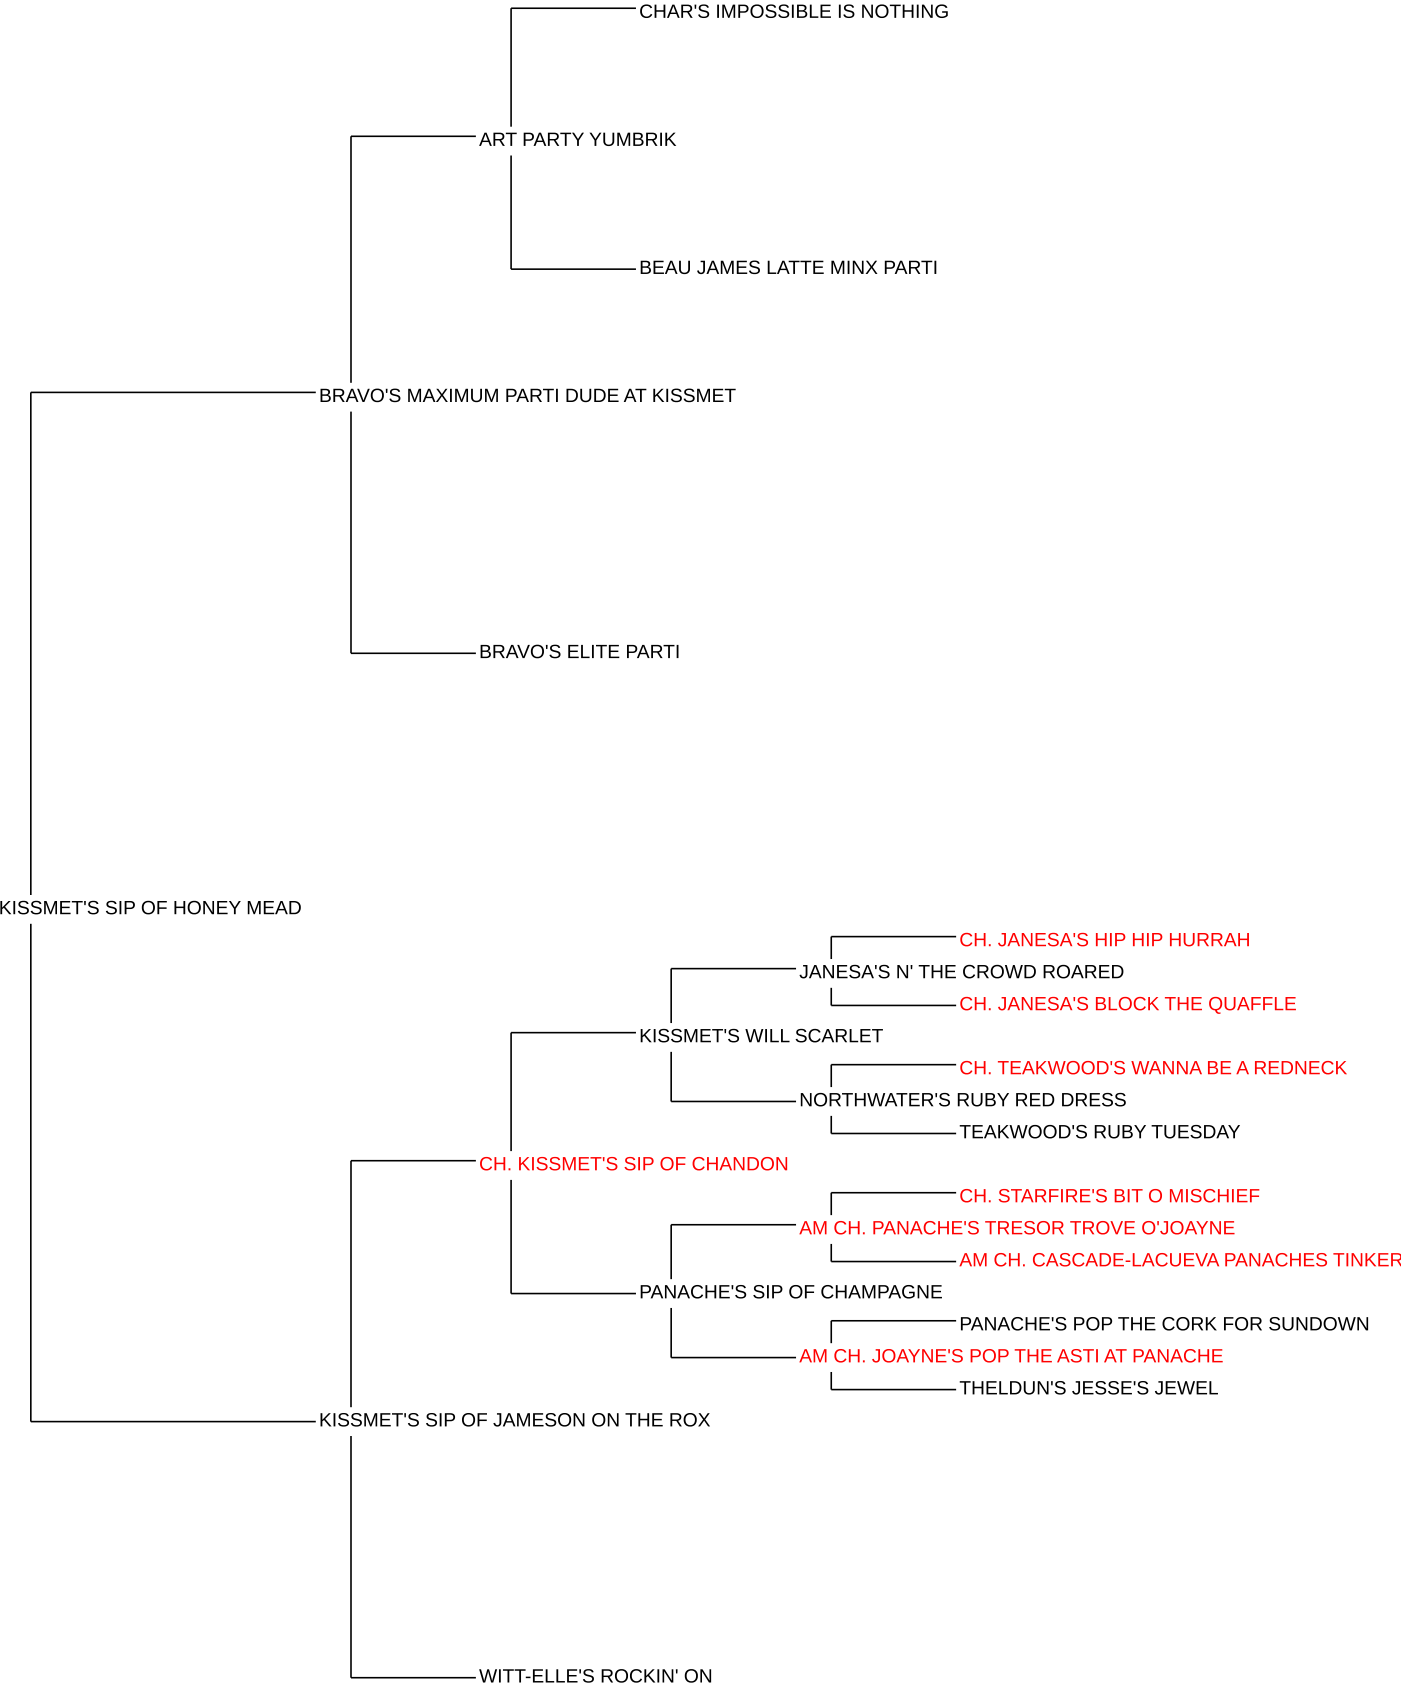 CHAR'S IMPOSSIBLE IS NOTHING
ART PARTY YUMBRIK
BEAU JAMES LATTE MINX PARTI
BRAVO'S MAXIMUM PARTI DUDE AT KISSMET
BRAVO'S ELITE PARTI
KISSMET'S SIP OF HONEY MEAD
CH. JANESA'S HIP HIP HURRAH
JANESA'S N' THE CROWD ROARED
CH. JANESA'S BLOCK THE QUAFFLE
KISSMET'S WILL SCARLET
CH. TEAKWOOD'S WANNA BE A REDNECK
NORTHWATER'S RUBY RED DRESS
TEAKWOOD'S RUBY TUESDAY
CH. KISSMET'S SIP OF CHANDON
CH. STARFIRE'S BIT O MISCHIEF
AM CH. PANACHE'S TRESOR TROVE O'JOAYNE
AM CH. CASCADE-LACUEVA PANACHES TINKER
PANACHE'S SIP OF CHAMPAGNE
PANACHE'S POP THE CORK FOR SUNDOWN
AM CH. JOAYNE'S POP THE ASTI AT PANACHE
THELDUN'S JESSE'S JEWEL
KISSMET'S SIP OF JAMESON ON THE ROX
WITT-ELLE'S ROCKIN' ON